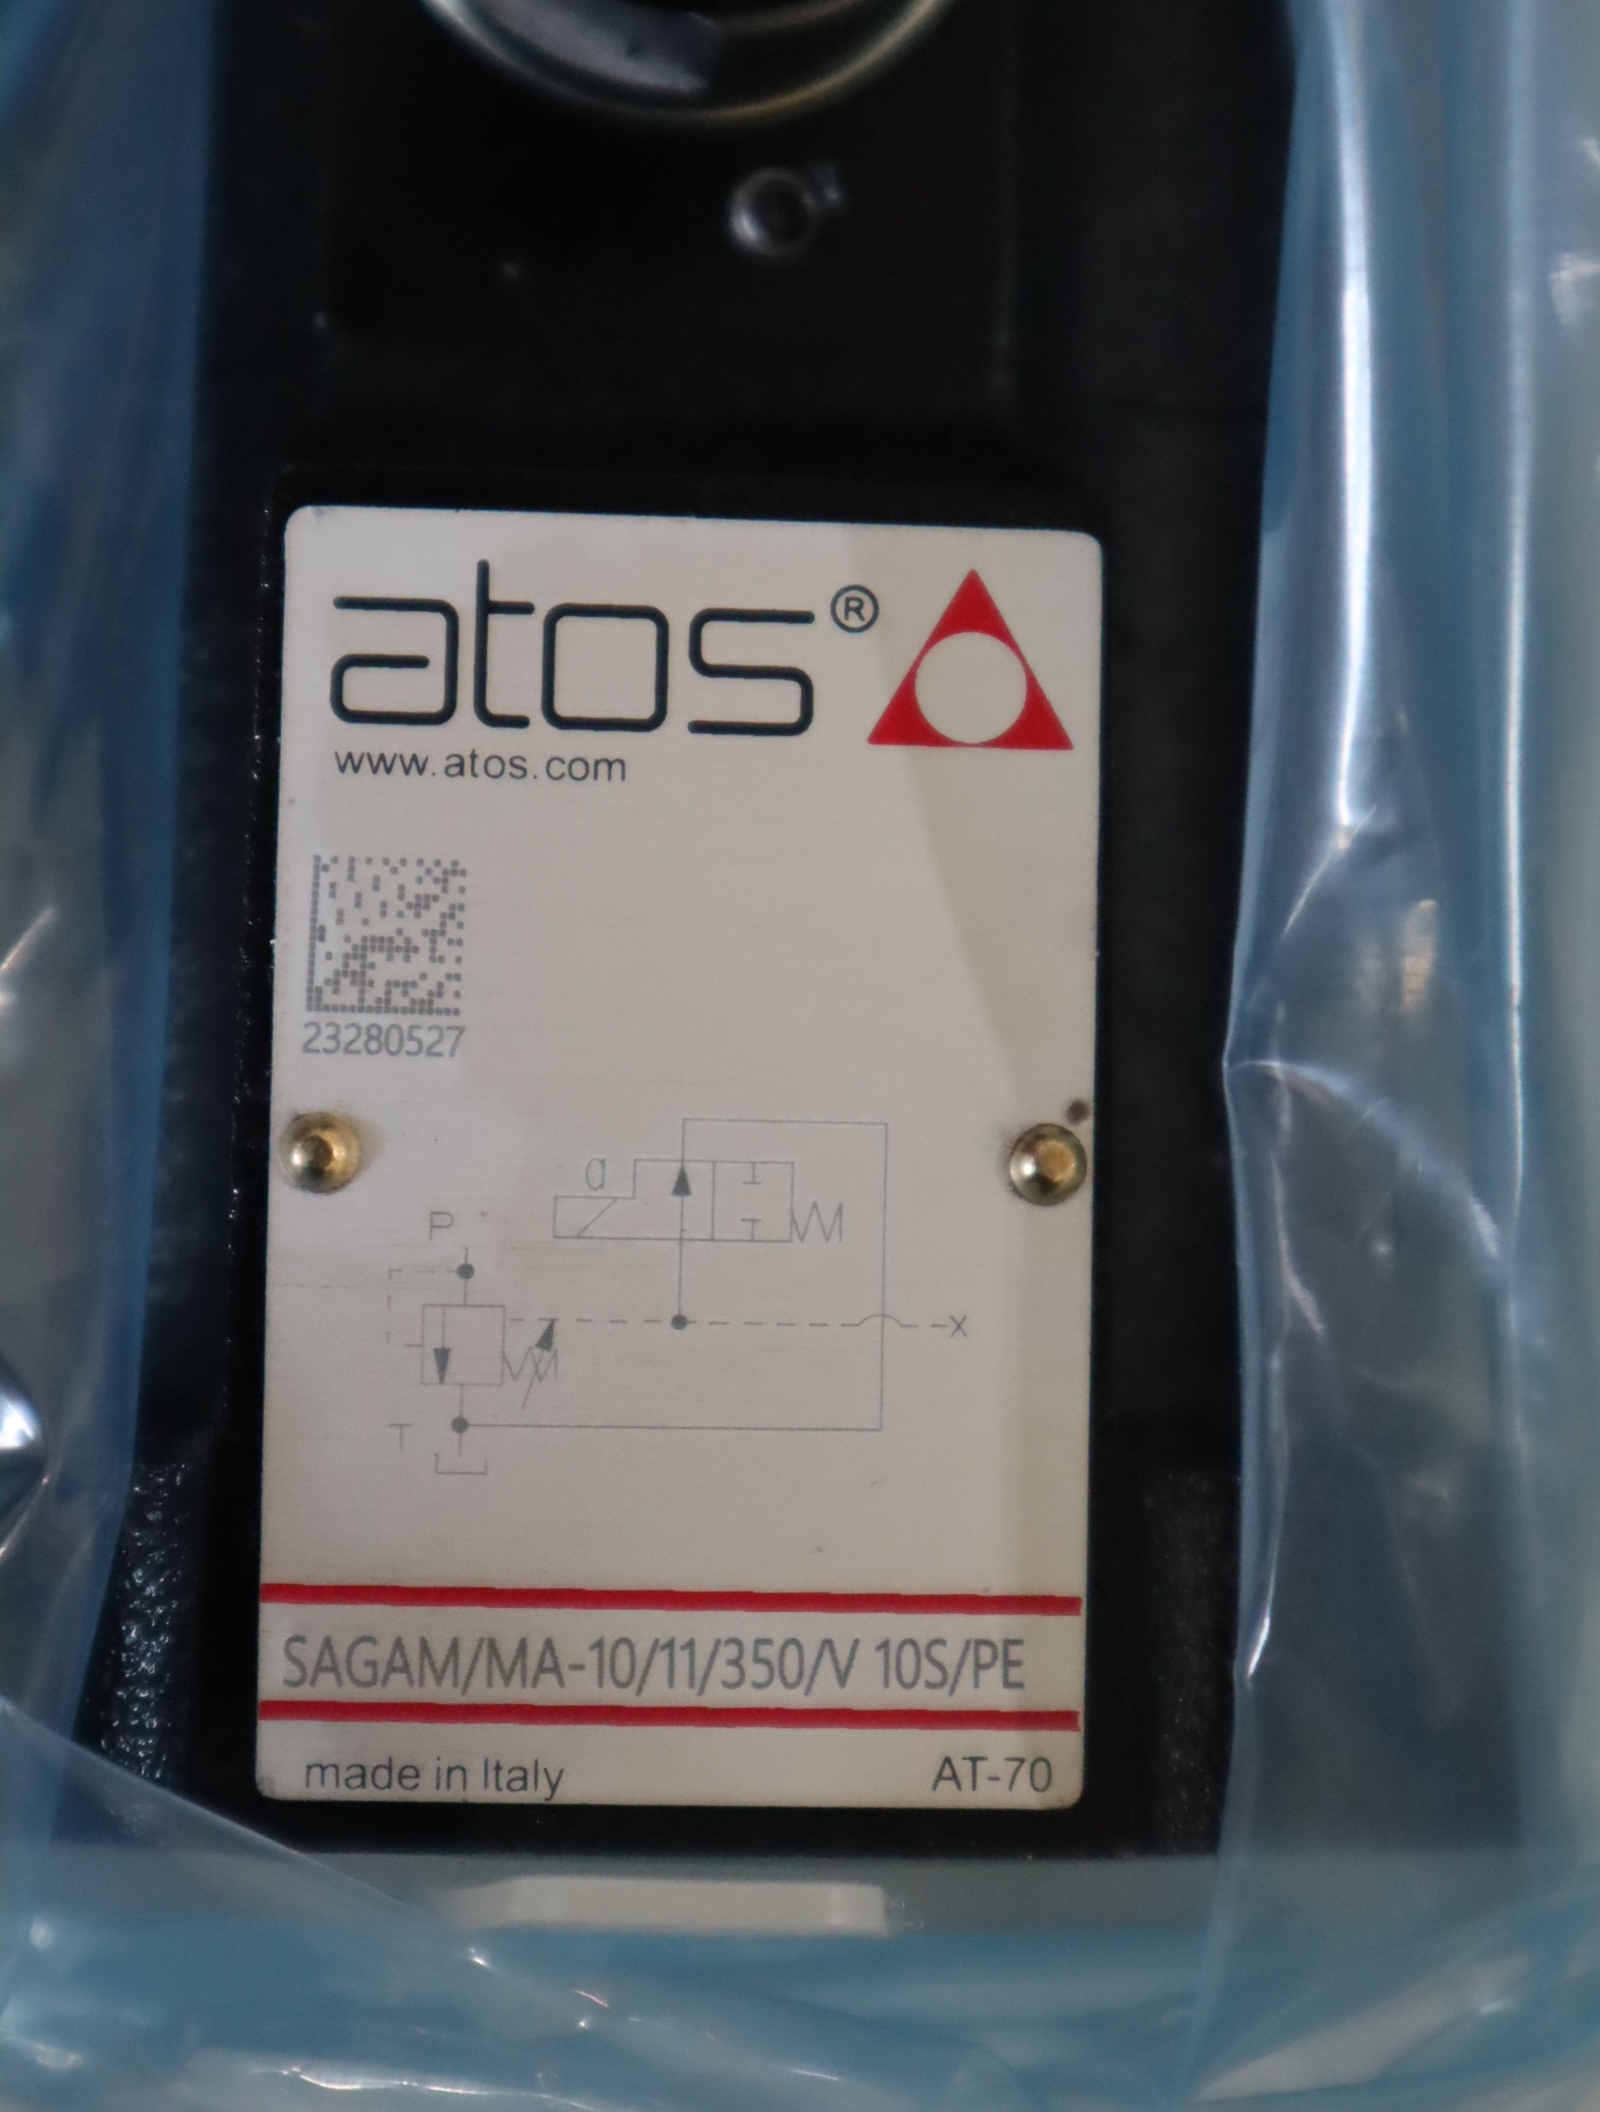 atos®
www.atos.com
23280527
a
P
X
T
SAGAM/MA-10/11/350/V 10S/PE
made in Italy AT-70